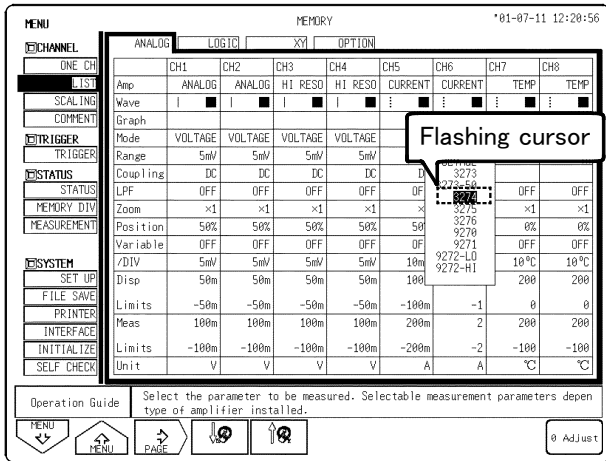 MENU MEMORY '01-07-11 12:20:56
CHANNEL
ONE CH
LIST
SCALING
COMMENT
TRIGGER
TRIGGER
STATUS
STATUS
MEMORY DIV
MEASUREMENT
SYSTEM
SET UP
FILE SAVE
PRINTER
INTERFACE
INITIALIZE
SELF CHECK
ANALOG LOGIC XY OPTION
CH1 CH2 CH3 CH4 CH5 CH6 CH7 CH8
Amp ANALOG ANALOG HI RESO HI RESO CURRENT CURRENT TEMP TEMP
Wave
Graph
Mode VOLTAGE VOLTAGE VOLTAGE VOLTAGE
Range 5mV 5mV 5mV 5mV
Coupling DC DC DC DC
LPF OFF OFF OFF OFF OF OFF OFF
Zoom ×1 ×1 ×1 ×1 × ×1 ×1
Position 50% 50% 50% 50% 50 0% 0%
Variable OFF OFF OFF OFF OF OFF OFF
/DIV 5mV 5mV 5mV 5mV 10m 10°C 10°C
Disp 50m 50m 50m 50m 100 200 200
Limits -50m -50m -50m -50m -100m -1 0 0
Meas 100m 100m 100m 100m 200m 2 200 200
Limits -100m -100m -100m -100m -200m -2 -100 -100
Unit V V V V A A °C °C
Flashing cursor
3273
3273-50
3274
3275
3276
9270
9271
9272-LO
9272-HI
Operation Guide
Select the parameter to be measured. Selectable measurement parameters depen
type of amplifier installed.
MENU
MENU
PAGE
0 Adjust